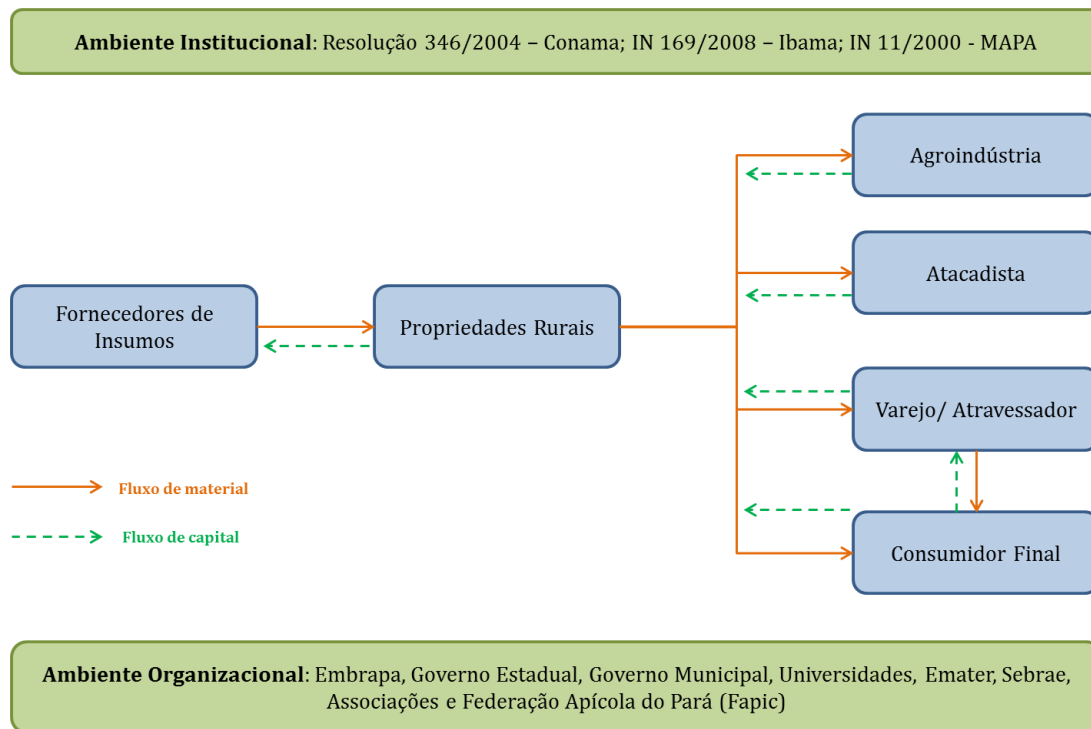 Ambiente Institucional: Resolução 346/2004 – Conama; IN 169/2008 – Ibama; IN 11/2000 - MAPA
Agroindústria
Atacadista
Fornecedores de
Insumos
Propriedades Rurais
Varejo/ Atravessador
Fluxo de material
Fluxo de capital
Consumidor Final
Ambiente Organizacional: Embrapa, Governo Estadual, Governo Municipal, Universidades, Emater, Sebrae,
Associações e Federação Apícola do Pará (Fapic)